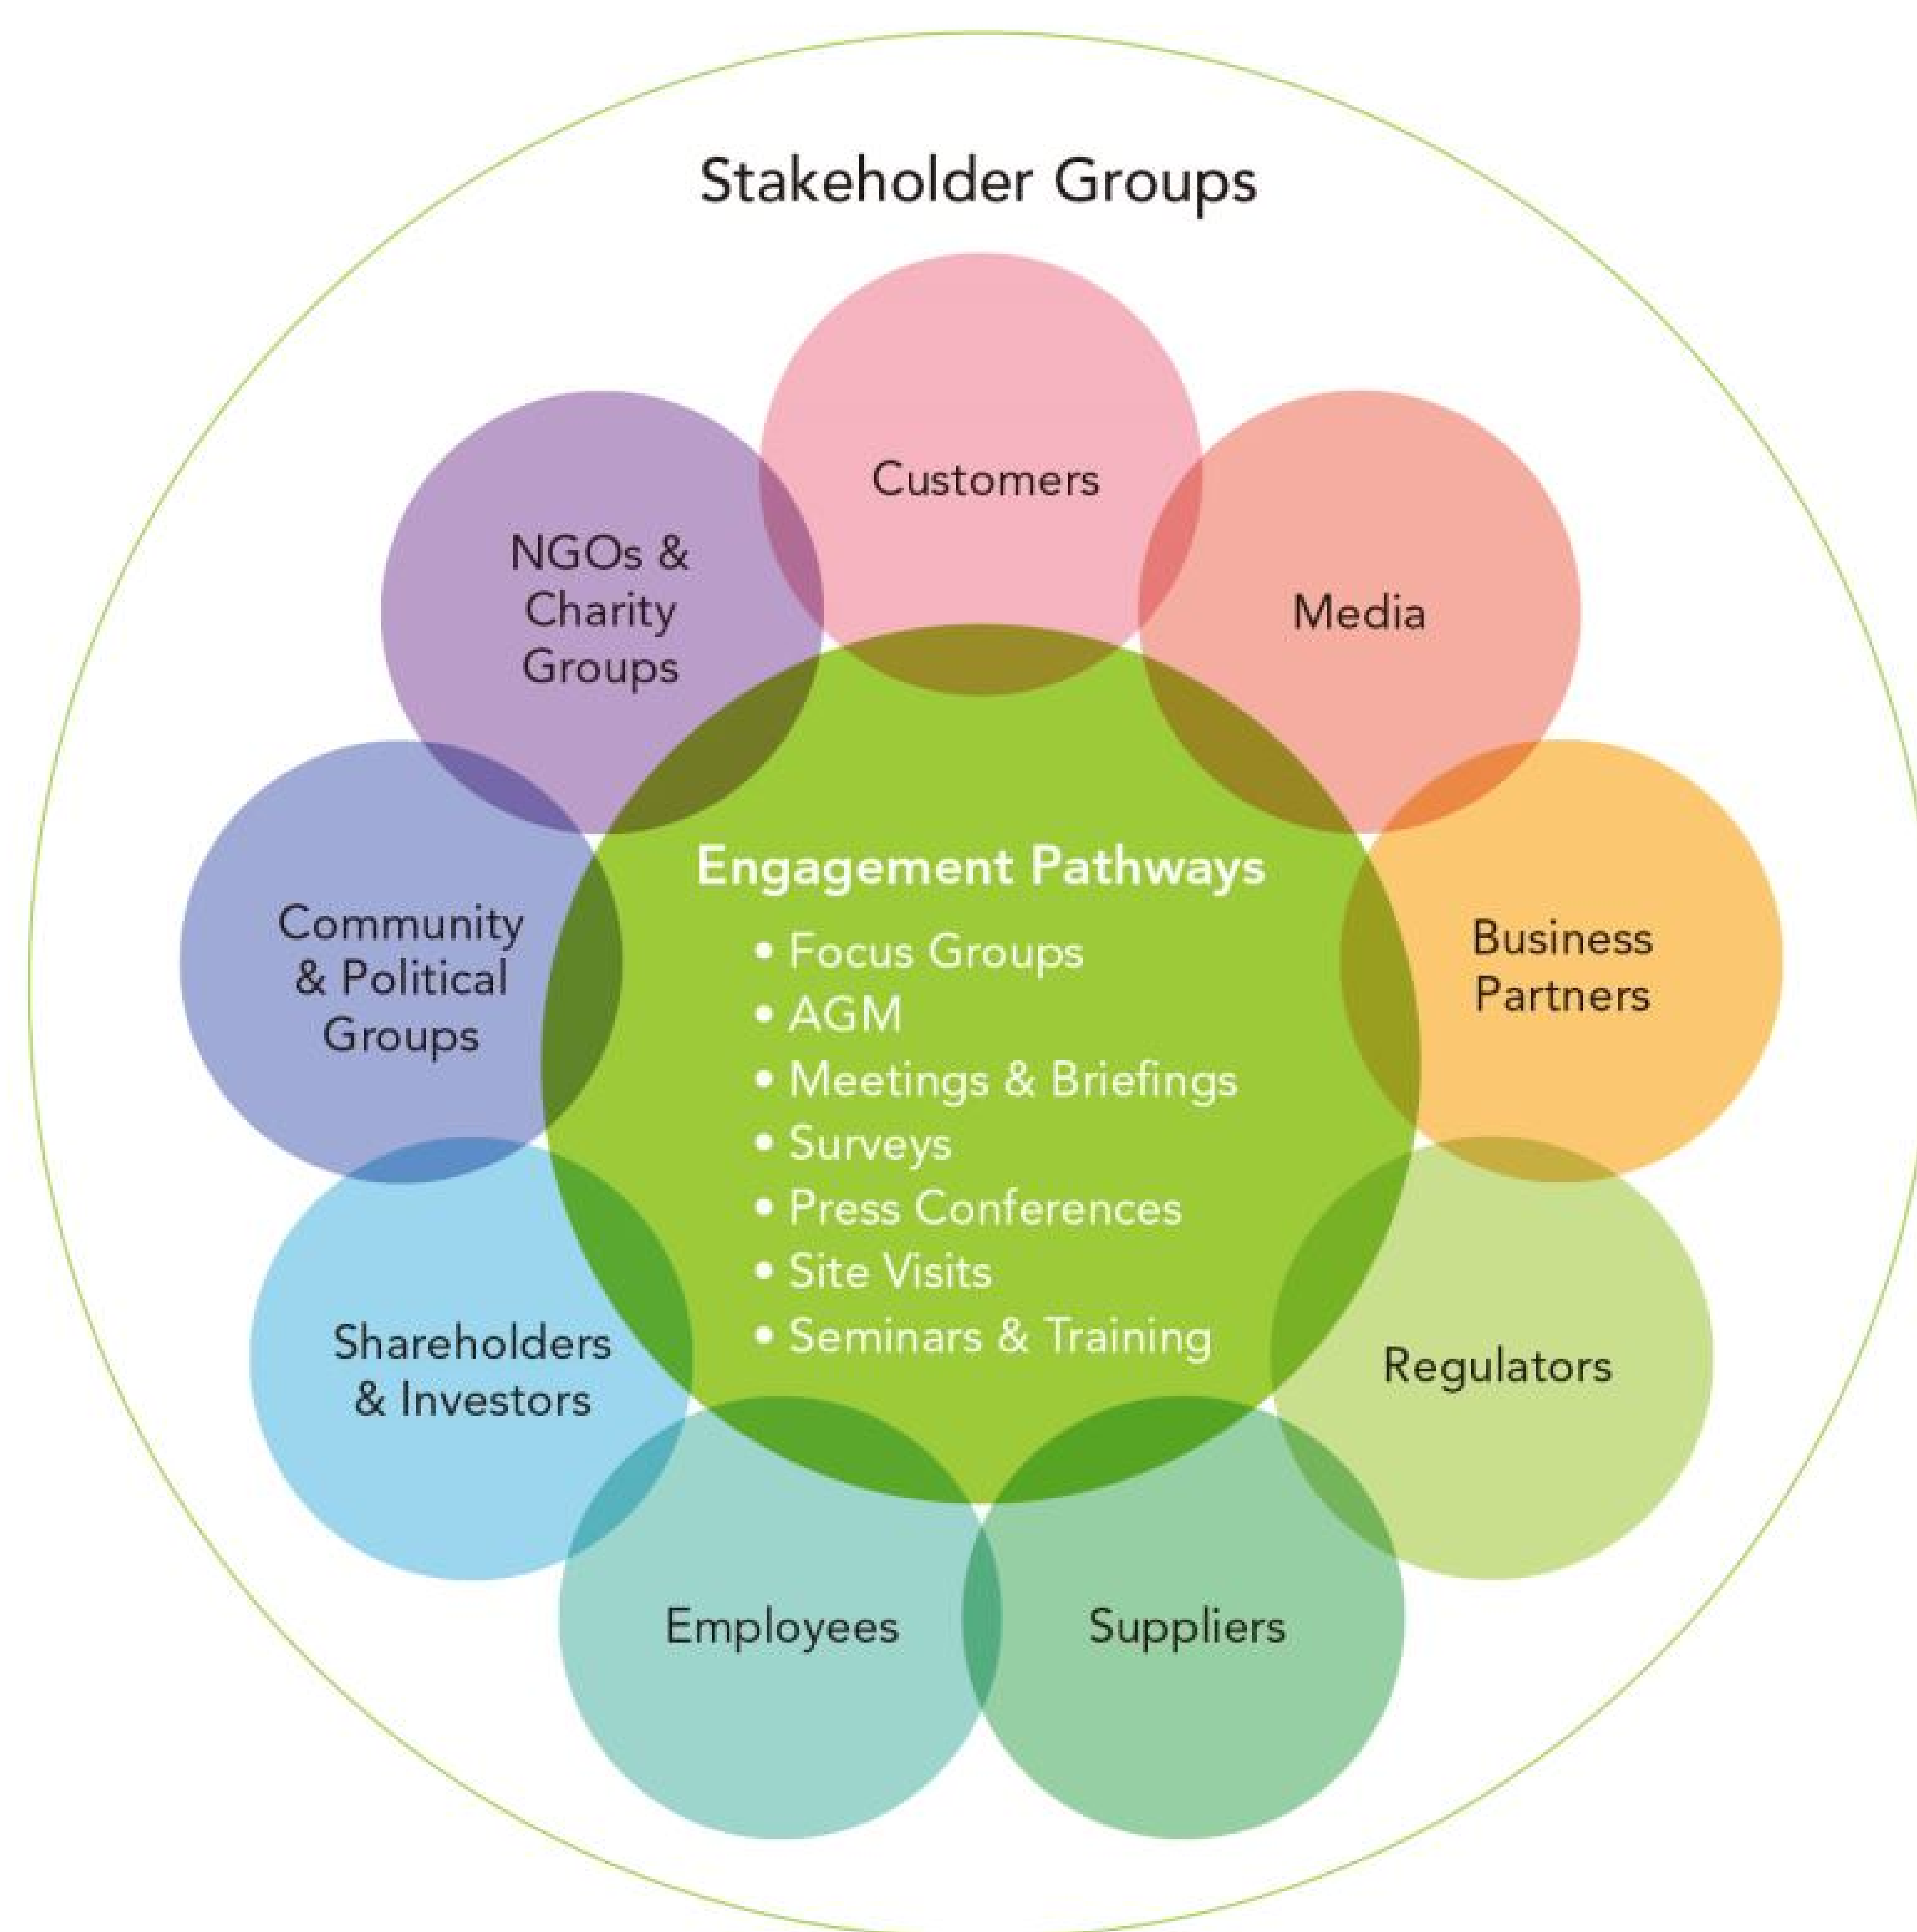 Stakeholder Groups
Customers
NGOs &
Charity
Groups
Media
Community
& Political
Groups
Engagement Pathways
• Focus Groups
• AGM
• Meetings & Briefings
• Surveys
• Press Conferences
• Site Visits
• Seminars & Training
Business
Partners
Shareholders
& Investors
Regulators
Employees
Suppliers